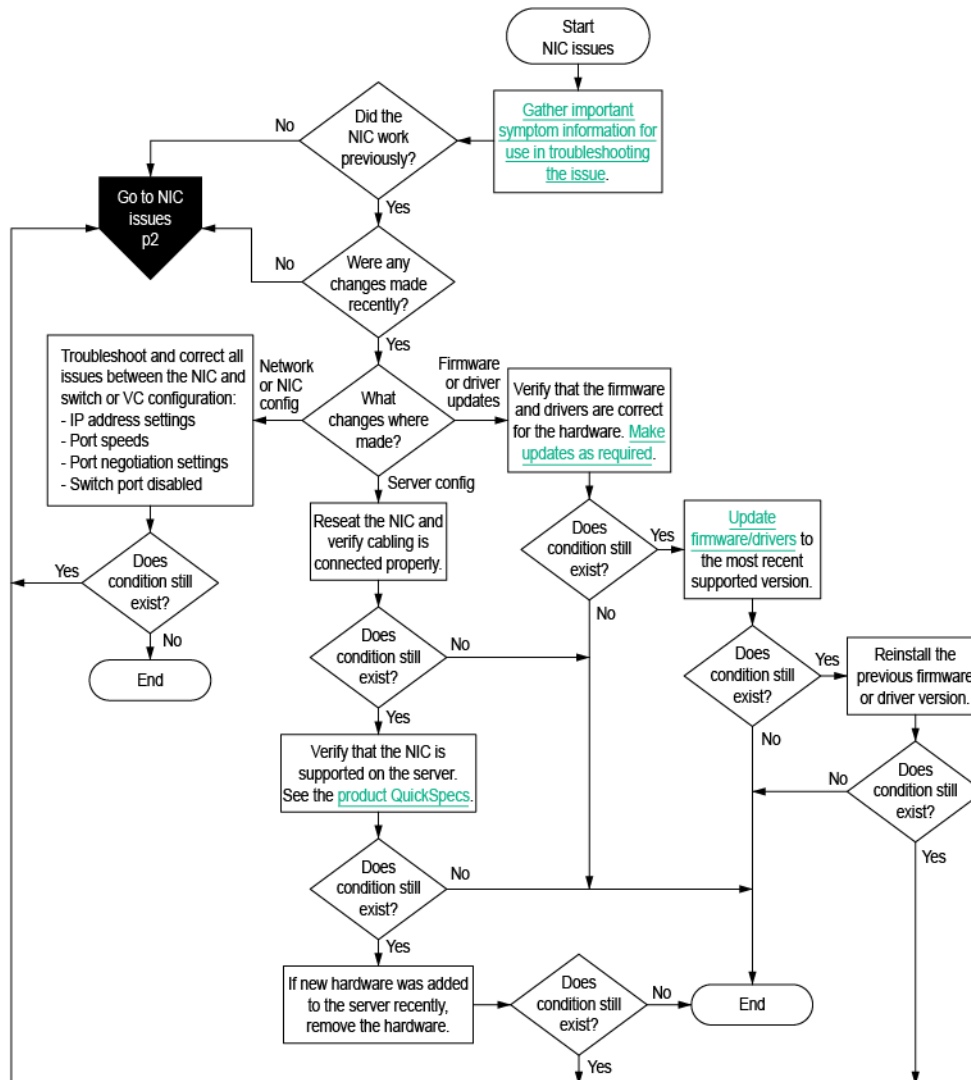 Start
NIC issues
Gather important
symptom information for
use in troubleshooting
the issue.
Did the
NIC work
previously?
No
Yes
Go to NIC
issues
p2
Were any
changes made
recently?
No
Yes
What
changes where
made?
Network
or NIC
config
Firmware
or driver
updates
Server config
Troubleshoot and correct all
issues between the NIC and
switch or VC configuration:
- IP address settings
- Port speeds
- Port negotiation settings
- Switch port disabled
Does
condition still
exist?
Yes
No
End
Verify that the firmware
and drivers are correct
for the hardware. Make
updates as required.
Does
condition still
exist?
Yes
No
Update
firmware/drivers to
the most recent
supported version.
Does
condition still
exist?
Yes
No
Reinstall the
previous firmware
or driver version.
Does
condition still
exist?
No
Yes
Reseat the NIC and
verify cabling is
connected properly.
Does
condition still
exist?
No
Yes
Verify that the NIC is
supported on the server.
See the product QuickSpecs.
Does
condition still
exist?
No
Yes
If new hardware was added
to the server recently,
remove the hardware.
Does
condition still
exist?
No
Yes
End